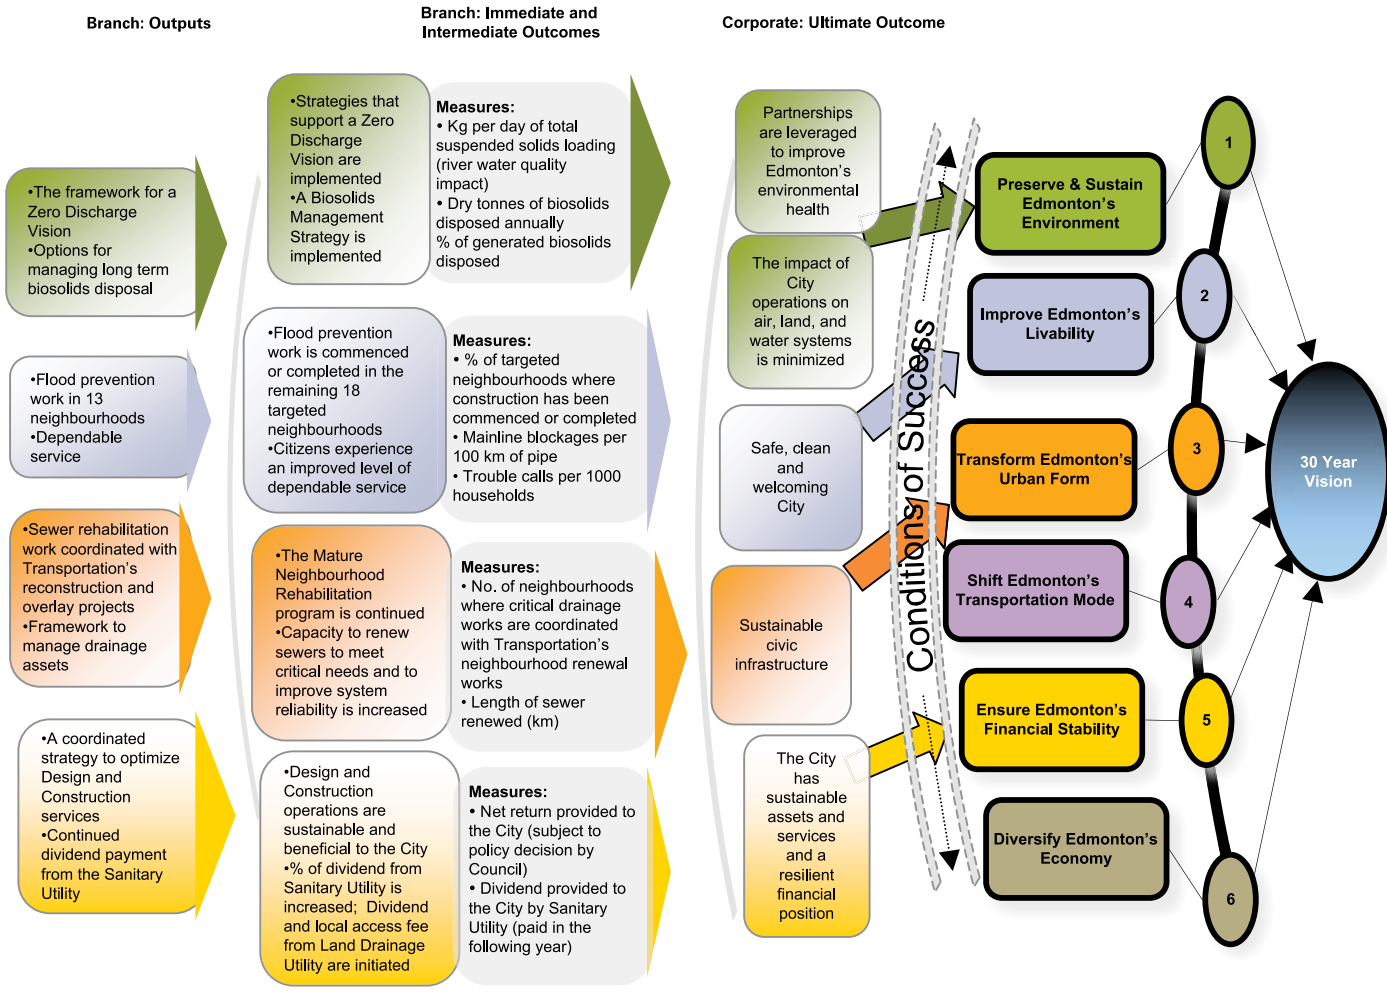 Branch: Outputs
Branch: Immediate and
Intermediate Outcomes
Corporate: Ultimate Outcome
•The framework for a
Zero Discharge
Vision
•Options for
managing long term
biosolids disposal
•Flood prevention
work in 13
neighbourhoods
•Dependable
service
•Sewer rehabilitation
work coordinated with
Transportation's
reconstruction and
overlay projects
•Framework to
manage drainage
assets
•A coordinated
strategy to optimize
Design and
Construction
services
•Continued
dividend payment
from the Sanitary
Utility
•Strategies that
support a Zero
Discharge
Vision are
implemented
•A Biosolids
Management
Strategy is
implemented
Measures:
• Kg per day of total
suspended solids loading
(river water quality
impact)
• Dry tonnes of biosolids
disposed annually
% of generated biosolids
disposed
•Flood prevention
work is commenced
or completed in the
remaining 18
targeted
neighbourhoods
•Citizens experience
an improved level of
dependable service
Measures:
• % of targeted
neighbourhoods where
construction has been
commenced or completed
• Mainline blockages per
100 km of pipe
• Trouble calls per 1000
households
•The Mature
Neighbourhood
Rehabilitation
program is continued
•Capacity to renew
sewers to meet
critical needs and to
improve system
reliability is increased
Measures:
• No. of neighbourhoods
where critical drainage
works are coordinated
with Transportation's
neighbourhood renewal
works
• Length of sewer
renewed (km)
•Design and
Construction
operations are
sustainable and
beneficial to the City
•% of dividend from
Sanitary Utility is
increased;  Dividend
and local access fee
from Land Drainage
Utility are initiated
Measures:
• Net return provided to
the City (subject to
policy decision by
Council)
• Dividend provided to
the City by Sanitary
Utility (paid in the
following year)
Partnerships
are leveraged
to improve
Edmonton's
environmental
health
The impact of
City
operations on
air, land, and
water systems
is minimized
Safe, clean
and
welcoming
City
Sustainable
civic
infrastructure
The City
has
sustainable
assets and
services
and a
resilient
financial
position
Conditions of Success
Preserve & Sustain
Edmonton's
Environment
Improve Edmonton's
Livability
Transform Edmonton's
Urban Form
Shift Edmonton's
Transportation Mode
Ensure Edmonton's
Financial Stability
Diversify Edmonton's
Economy
1
2
3
4
5
6
30 Year
Vision